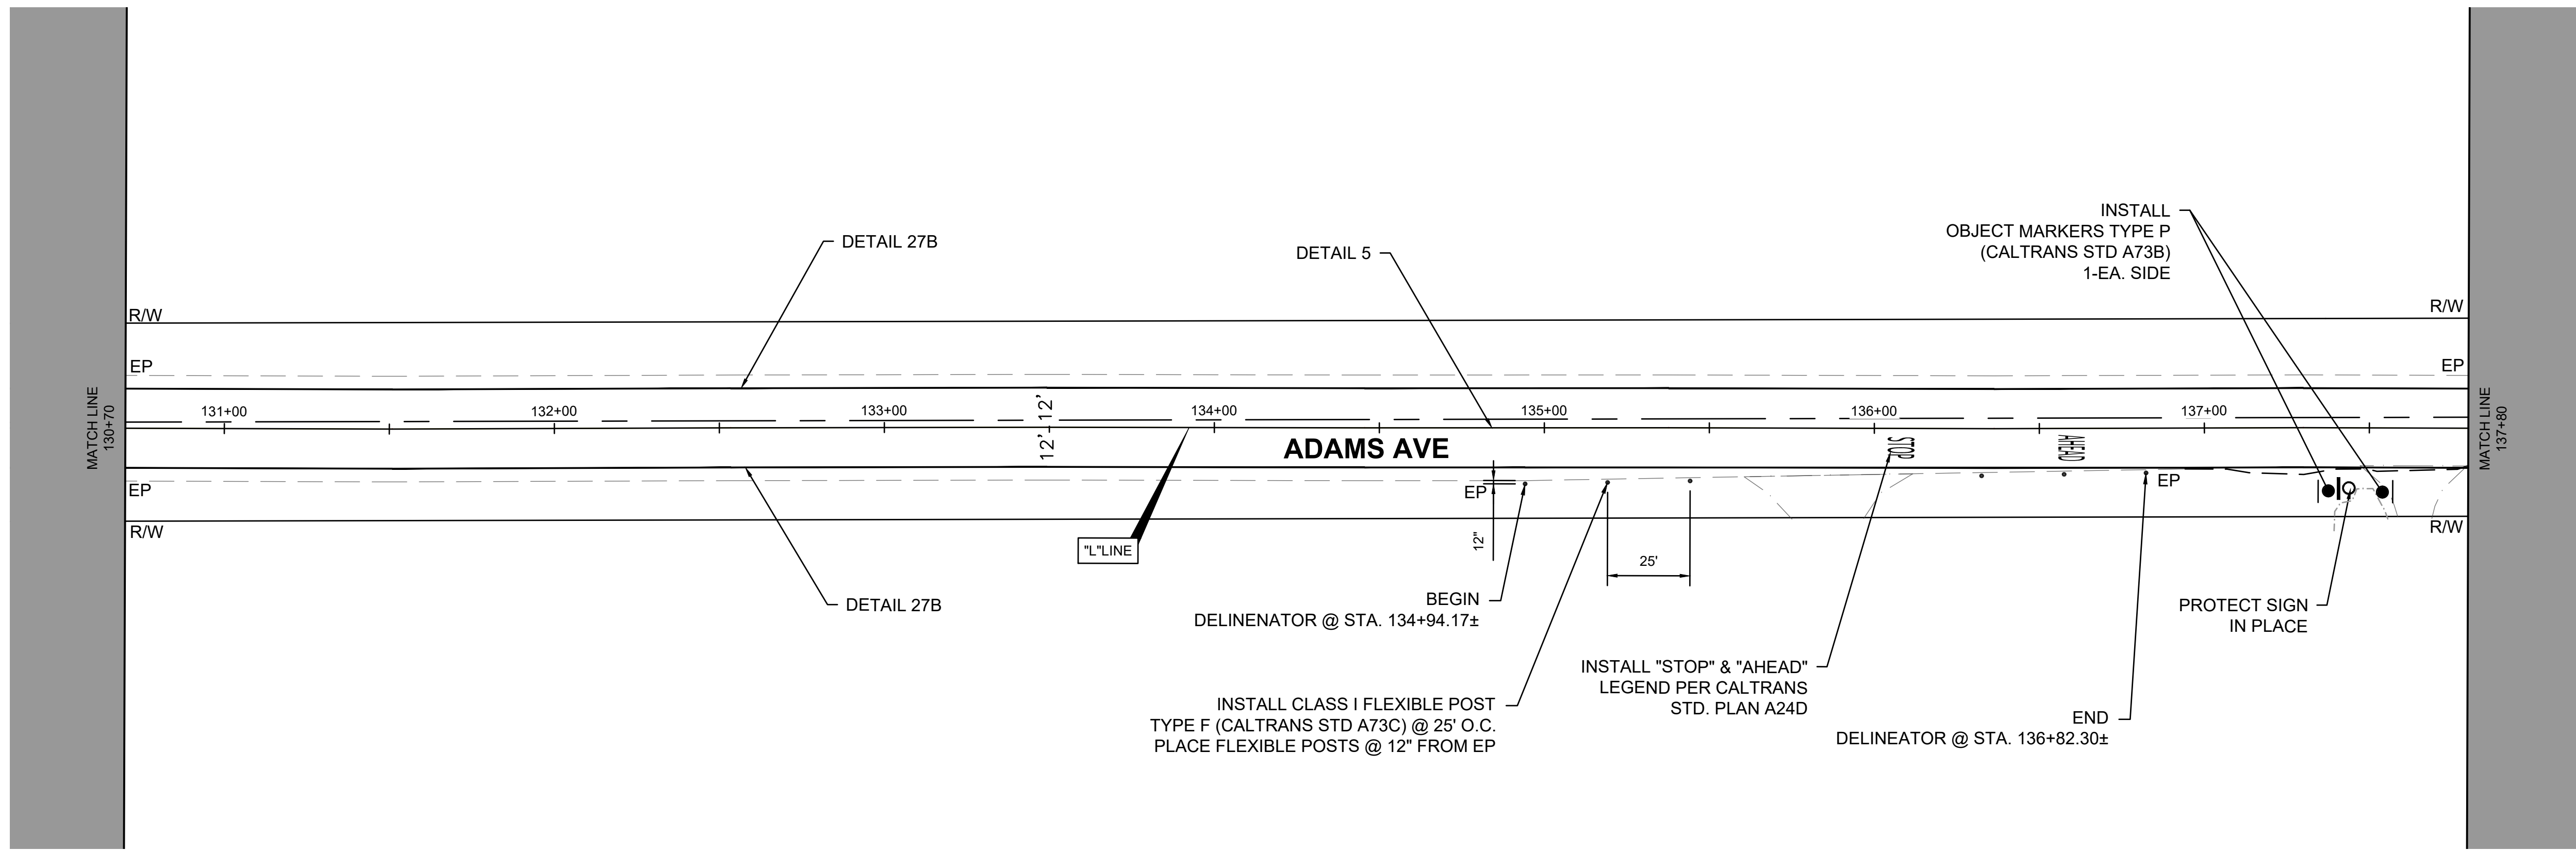 INSTALL
OBJECT MARKERS TYPE P
(CALTRANS STD A73B)
1-EA. SIDE
DETAIL 27B
DETAIL 5
R/W
R/W
EP
EP
MATCH LINE
130+70
131+00
132+00
133+00
12'
12'
134+00
135+00
136+00
137+00
MATCH LINE
137+80
ADAMS AVE
STOP
AHEAD
EP
EP
EP
R/W
R/W
"L"LINE
12"
25'
DETAIL 27B
BEGIN
DELINENATOR @ STA. 134+94.17±
PROTECT SIGN
IN PLACE
INSTALL "STOP" & "AHEAD"
LEGEND PER CALTRANS
STD. PLAN A24D
INSTALL CLASS I FLEXIBLE POST
TYPE F (CALTRANS STD A73C) @ 25' O.C.
PLACE FLEXIBLE POSTS @ 12" FROM EP
END
DELINEATOR @ STA. 136+82.30±